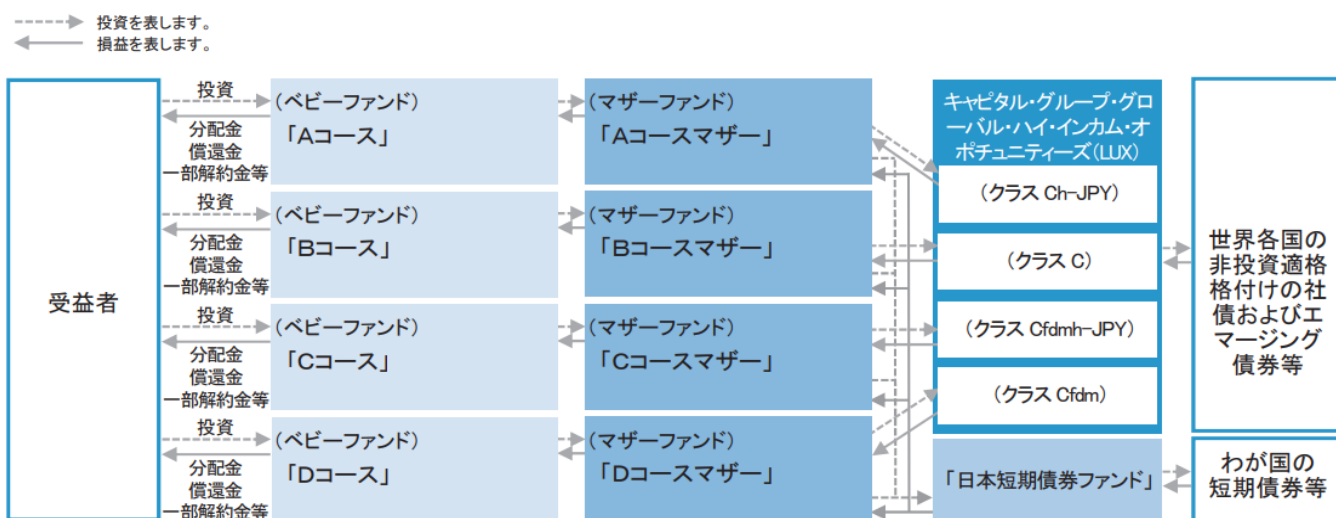 投資を表します。
損益を表します。
受益者
投資
分配金
償還金
一部解約金等
投資
分配金
償還金
一部解約金等
投資
分配金
償還金
一部解約金等
投資
分配金
償還金
一部解約金等
(ベビーファンド)
「Aコース」
(ベビーファンド)
「Bコース」
(ベビーファンド)
「Cコース」
(ベビーファンド)
「Dコース」
(マザーファンド)
「Aコースマザー」
(マザーファンド)
「Bコースマザー」
(マザーファンド)
「Cコースマザー」
(マザーファンド)
「Dコースマザー」
キャピタル・グループ・グロ
ーバル・ハイ・インカム・オ
ポチュニティーズ(LUX)
(クラス Ch-JPY)
(クラス C)
(クラス Cfdmh-JPY)
(クラス Cfdm)
「日本短期債券ファンド」
世界各国の
非投資適格
格付けの社
債およびエ
マージング
債券等
わが国の
短期債券等